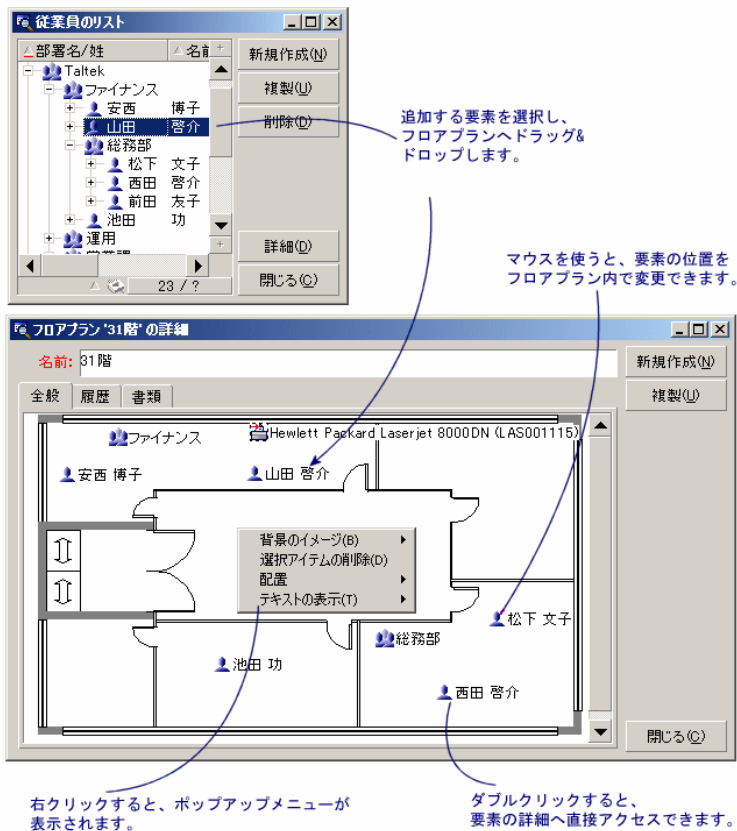 従業員のリスト
部署名/姓 名前
新規作成(N)
Taltek
ファイナンス
複製(U)
安西 博子
山田 啓介
削除(D)
総務部
松下 文子
西田 啓介
前田 友子
池田 功
運用
詳細(D)
23 / ?
閉じる(C)
追加する要素を選択し、
フロアプランへドラッグ&
ドロップします。
マウスを使うと、要素の位置を
フロアプラン内で変更できます。
フロアプラン '31階' の詳細
名前: 31階
新規作成(N)
全般 履歴 書類
複製(U)
ファイナンス
Hewlett Packard Laserjet 8000DN (LAS001115)
安西 博子
山田 啓介
背景のイメージ(B)
選択アイテムの削除(D)
配置
テキストの表示(T)
松下 文子
総務部
池田 功
西田 啓介
閉じる(C)
右クリックすると、ポップアップメニューが
表示されます。
ダブルクリックすると、
要素の詳細へ直接アクセスできます。